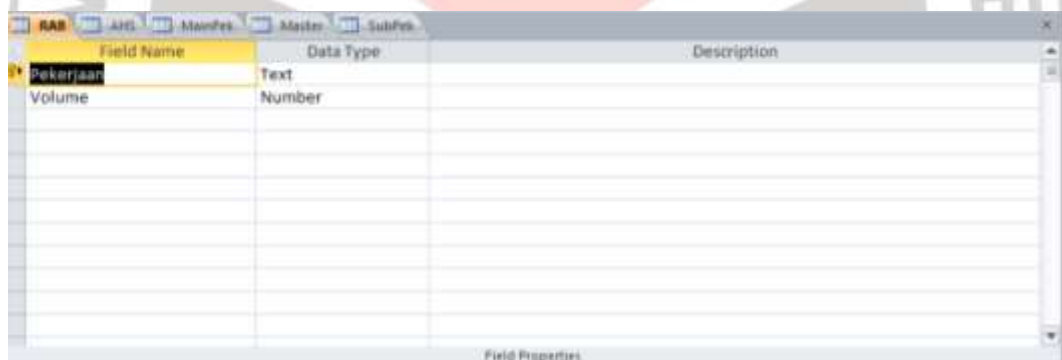 RAB AHS MainPek Master SubPek
Field Name Data Type Description
Pekerjaan Text
Volume Number
Field Properties